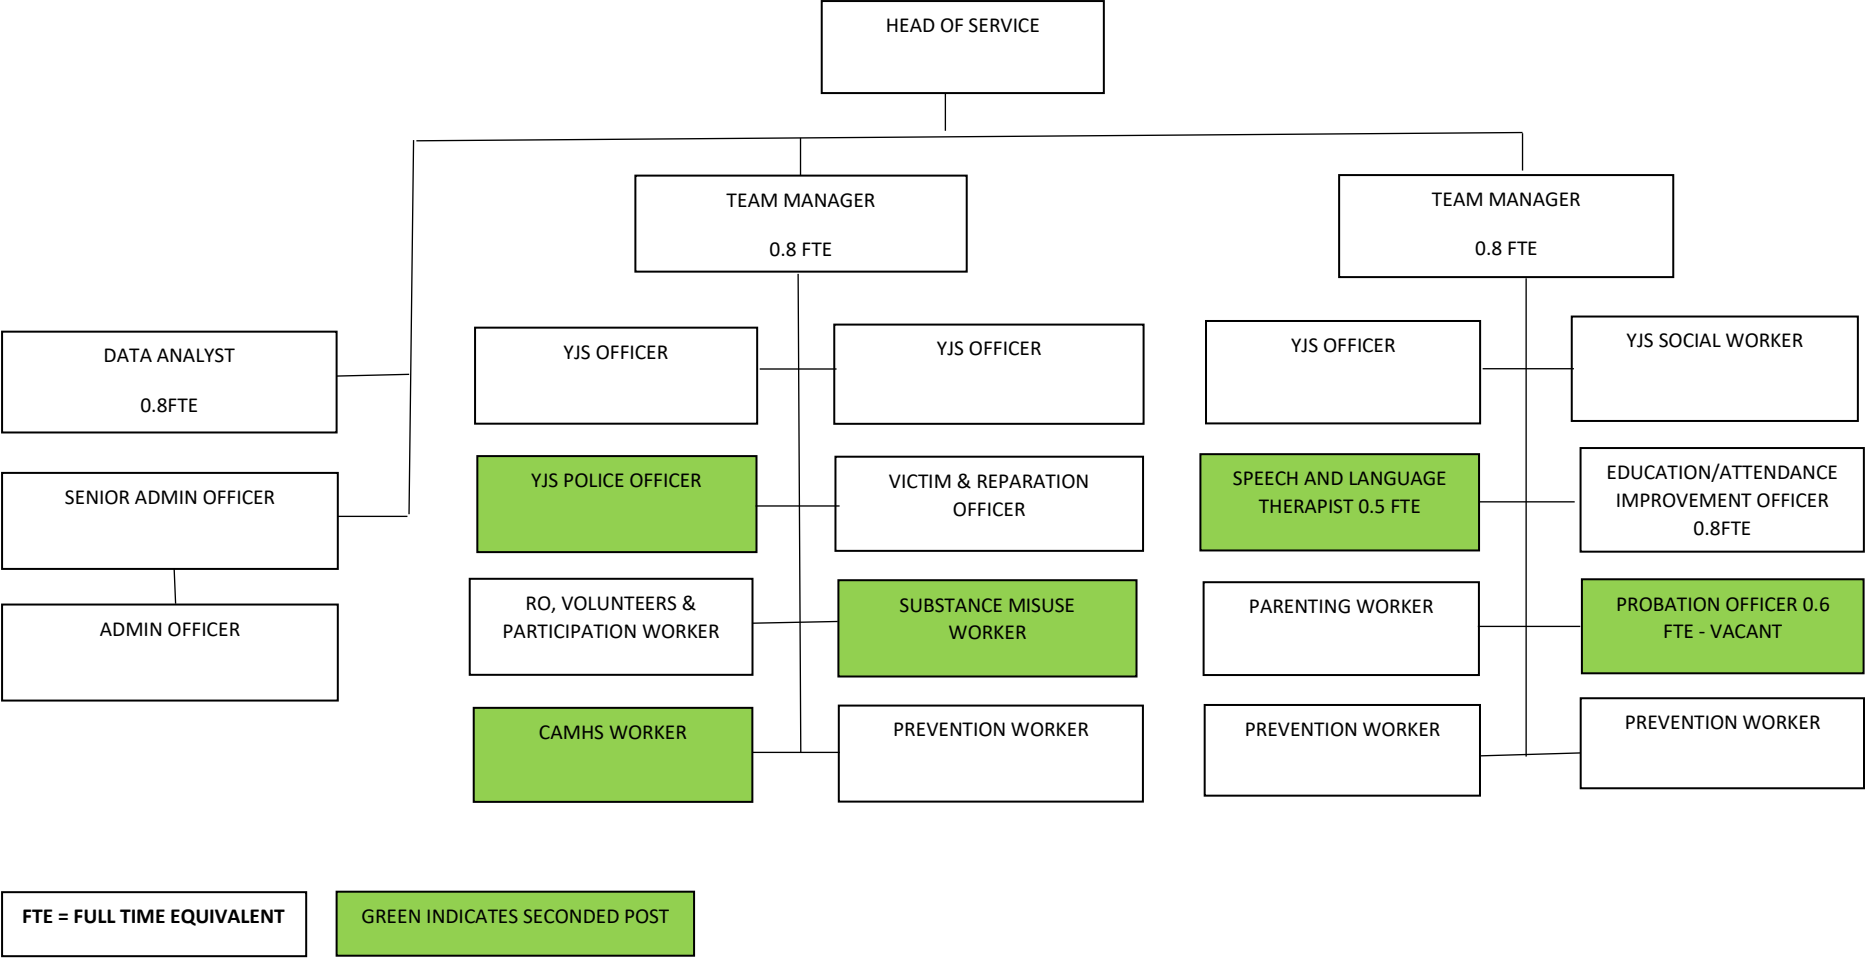 HEAD OF SERVICE
TEAM MANAGER
0.8 FTE
TEAM MANAGER
0.8 FTE
DATA ANALYST
0.8FTE
SENIOR ADMIN OFFICER
ADMIN OFFICER
YJS OFFICER
YJS OFFICER
YJS POLICE OFFICER
VICTIM & REPARATION
OFFICER
RO, VOLUNTEERS &
PARTICIPATION WORKER
SUBSTANCE MISUSE
WORKER
CAMHS WORKER
PREVENTION WORKER
YJS OFFICER
YJS SOCIAL WORKER
SPEECH AND LANGUAGE
THERAPIST 0.5 FTE
EDUCATION/ATTENDANCE
IMPROVEMENT OFFICER
0.8FTE
PARENTING WORKER
PROBATION OFFICER 0.6
FTE - VACANT
PREVENTION WORKER
PREVENTION WORKER
FTE = FULL TIME EQUIVALENT
GREEN INDICATES SECONDED POST